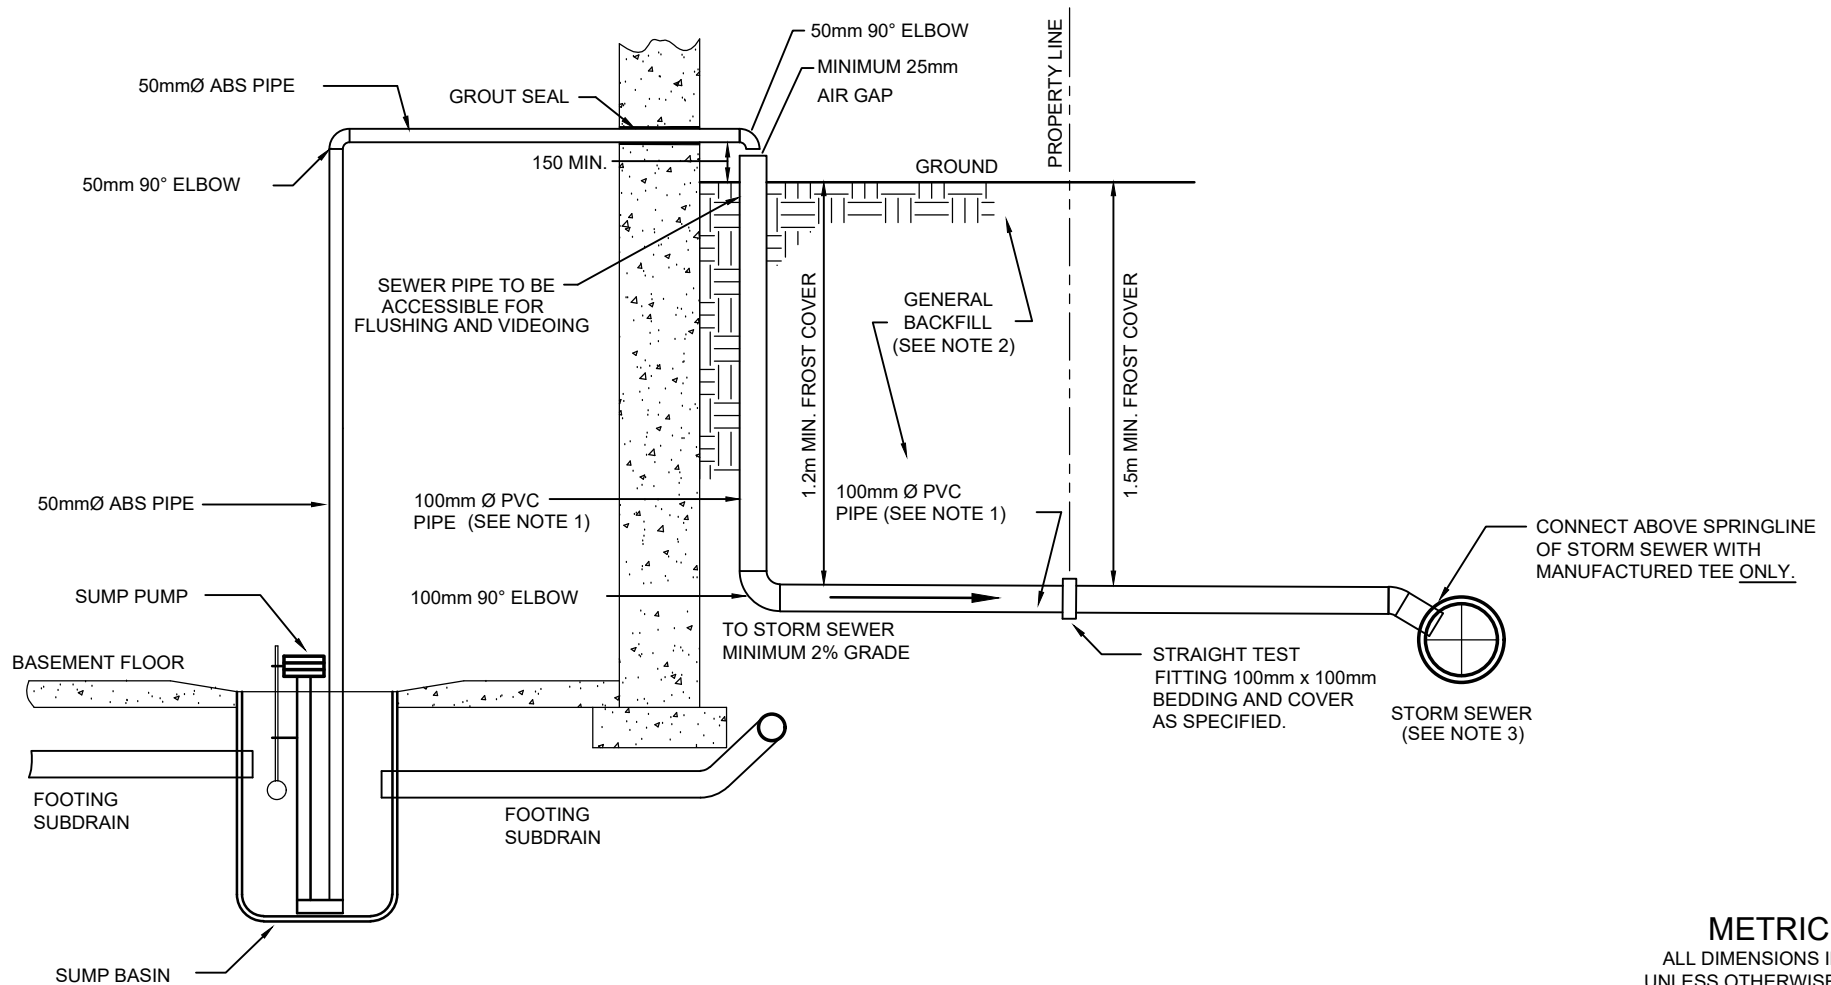 50mm 90° ELBOW
MINIMUM 25mm
AIR GAP
PROPERTY LINE
50mmØ ABS PIPE
GROUT SEAL
150 MIN.
GROUND
50mm 90° ELBOW
SEWER PIPE TO BE
ACCESSIBLE FOR
FLUSHING AND VIDEOING
GENERAL
BACKFILL
(SEE NOTE 2)
1.2m MIN. FROST COVER
1.5m MIN. FROST COVER
50mmØ ABS PIPE
100mm Ø PVC
PIPE (SEE NOTE 1)
100mm Ø PVC
PIPE (SEE NOTE 1)
CONNECT ABOVE SPRINGLINE
OF STORM SEWER WITH
MANUFACTURED TEE ONLY.
SUMP PUMP
100mm 90° ELBOW
TO STORM SEWER
MINIMUM 2% GRADE
BASEMENT FLOOR
STRAIGHT TEST
FITTING 100mm x 100mm
BEDDING AND COVER
AS SPECIFIED.
STORM SEWER
(SEE NOTE 3)
FOOTING
SUBDRAIN
FOOTING
SUBDRAIN
SUMP BASIN
METRIC
ALL DIMENSIONS
UNLESS OTHERWISE